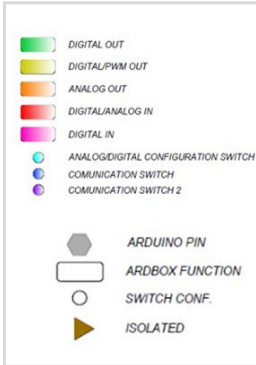 DIGITAL OUT
DIGITAL/PWM OUT
ANALOG OUT
DIGITAL/ANALOG IN
DIGITAL IN
ANALOG/DIGITAL CONFIGURATION SWITCH
COMUNICATION SWITCH
COMUNICATION SWITCH 2
ARDUINO PIN
ARDBOX FUNCTION
SWITCH CONF.
ISOLATED